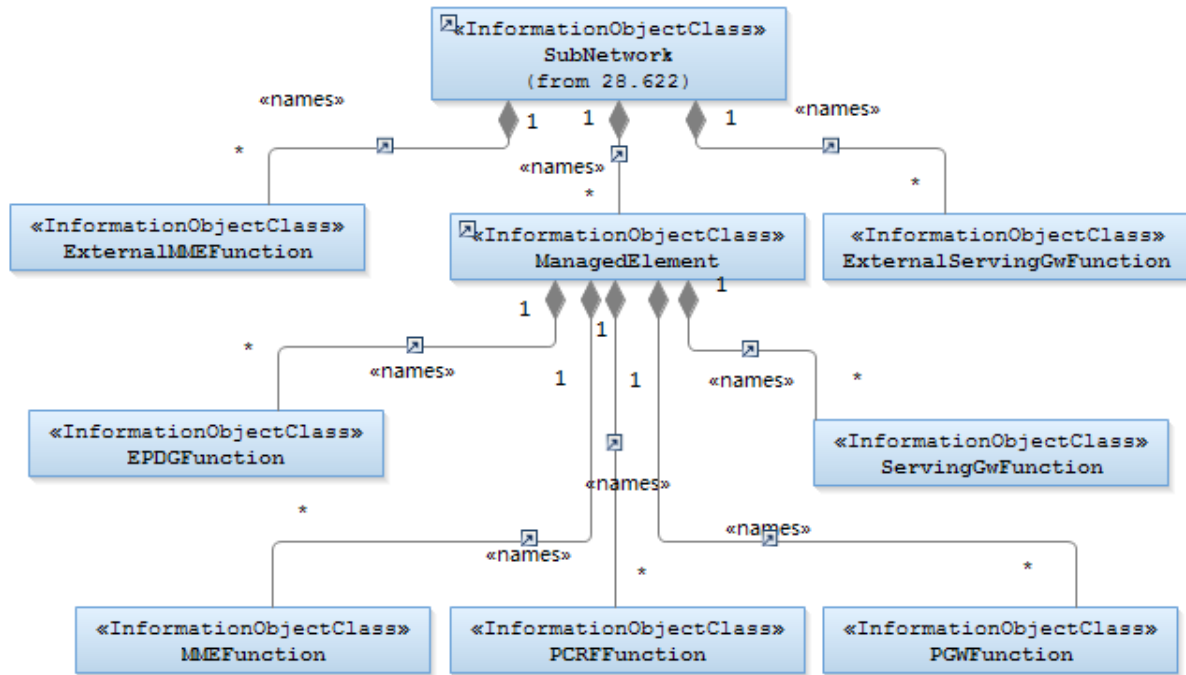 «InformationObjectClass»
SubNetwork
(from 28.622)
«names»
1
1
1
«names»
*
«names»
*
*
«InformationObjectClass»
ExternalMMEFunction
«InformationObjectClass»
ManagedElement
«InformationObjectClass»
ExternalServingGwFunction
1
1
1
*
«names»
1
1
«names»
*
«InformationObjectClass»
EPDGFunction
«InformationObjectClass»
ServingGwFunction
*
«names»
«names»
«names»
*
*
«InformationObjectClass»
MMEFunction
«InformationObjectClass»
PCRFFunction
«InformationObjectClass»
PGWFunction